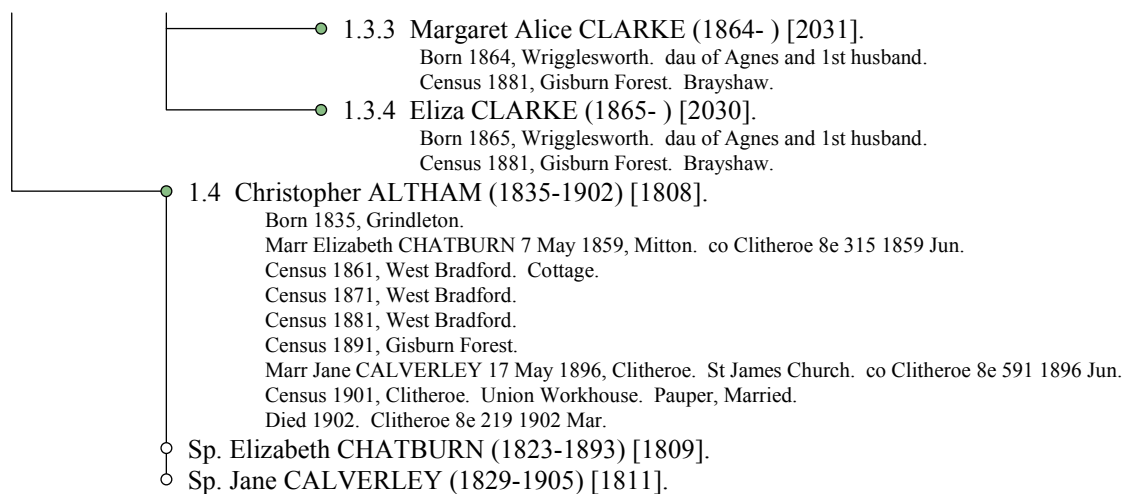 1.3.3 Margaret Alice CLARKE (1864- ) [2031].
Born 1864, Wrigglesworth. dau of Agnes and 1st husband.
Census 1881, Gisburn Forest. Brayshaw.
1.3.4 Eliza CLARKE (1865- ) [2030].
Born 1865, Wrigglesworth. dau of Agnes and 1st husband.
Census 1881, Gisburn Forest. Brayshaw.
1.4 Christopher ALTHAM (1835-1902) [1808].
Born 1835, Grindleton.
Marr Elizabeth CHATBURN 7 May 1859, Mitton. co Clitheroe 8e 315 1859 Jun.
Census 1861, West Bradford. Cottage.
Census 1871, West Bradford.
Census 1881, West Bradford.
Census 1891, Gisburn Forest.
Marr Jane CALVERLEY 17 May 1896, Clitheroe. St James Church. co Clitheroe 8e 591 1896 Jun.
Census 1901, Clitheroe. Union Workhouse. Pauper, Married.
Died 1902. Clitheroe 8e 219 1902 Mar.
Sp. Elizabeth CHATBURN (1823-1893) [1809].
Sp. Jane CALVERLEY (1829-1905) [1811].